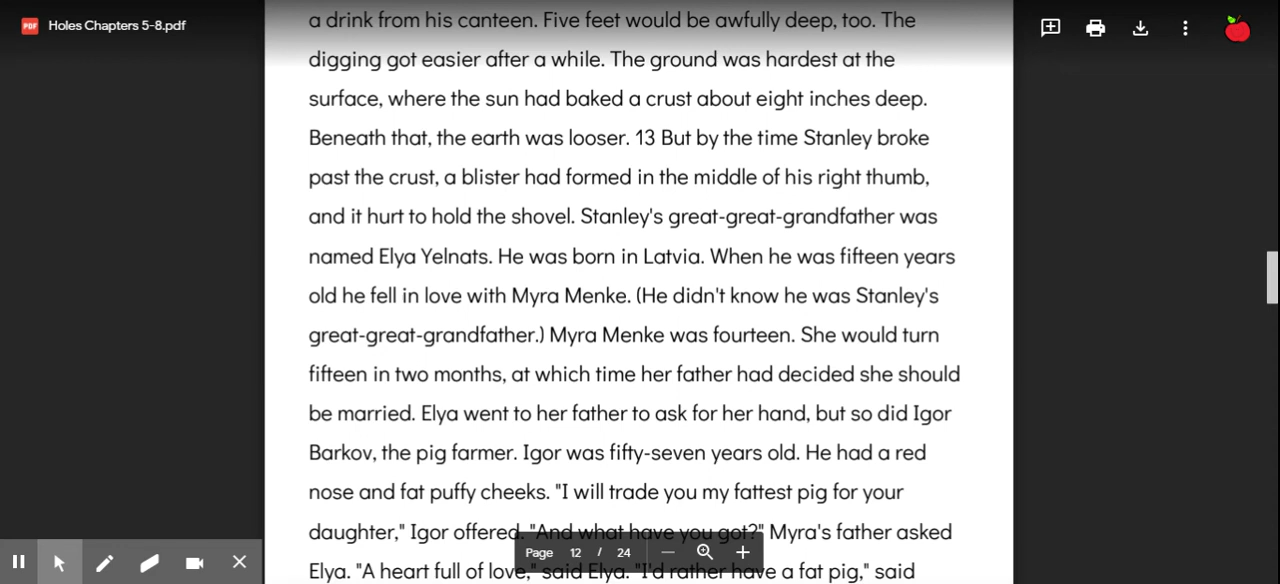 Holes Chapters 5-8.pdf
a drink from his canteen. Five feet would be awfully deep, too. The
digging got easier after a while. The ground was hardest at the
surface, where the sun had baked a crust about eight inches deep.
Beneath that, the earth was looser. 13 But by the time Stanley broke
past the crust, a blister had formed in the middle of his right thumb,
and it hurt to hold the shovel. Stanley's great-great-grandfather was
named Elya Yelnats. He was born in Latvia. When he was fifteen years
old he fell in love with Myra Menke. (He didn't know he was Stanley's
great-great-grandfather.) Myra Menke was fourteen. She would turn
fifteen in two months, at which time her father had decided she should
be married. Elya went to her father to ask for her hand, but so did Igor
Barkov, the pig farmer. Igor was fifty-seven years old. He had a red
nose and fat puffy cheeks. "I will trade you my fattest pig for your
daughter," Igor offered. "And what have you got?" Myra's father asked
Elya. "A heart full of love," said Elya. "I'd rather have a fat pig," said
Page 12 / 24